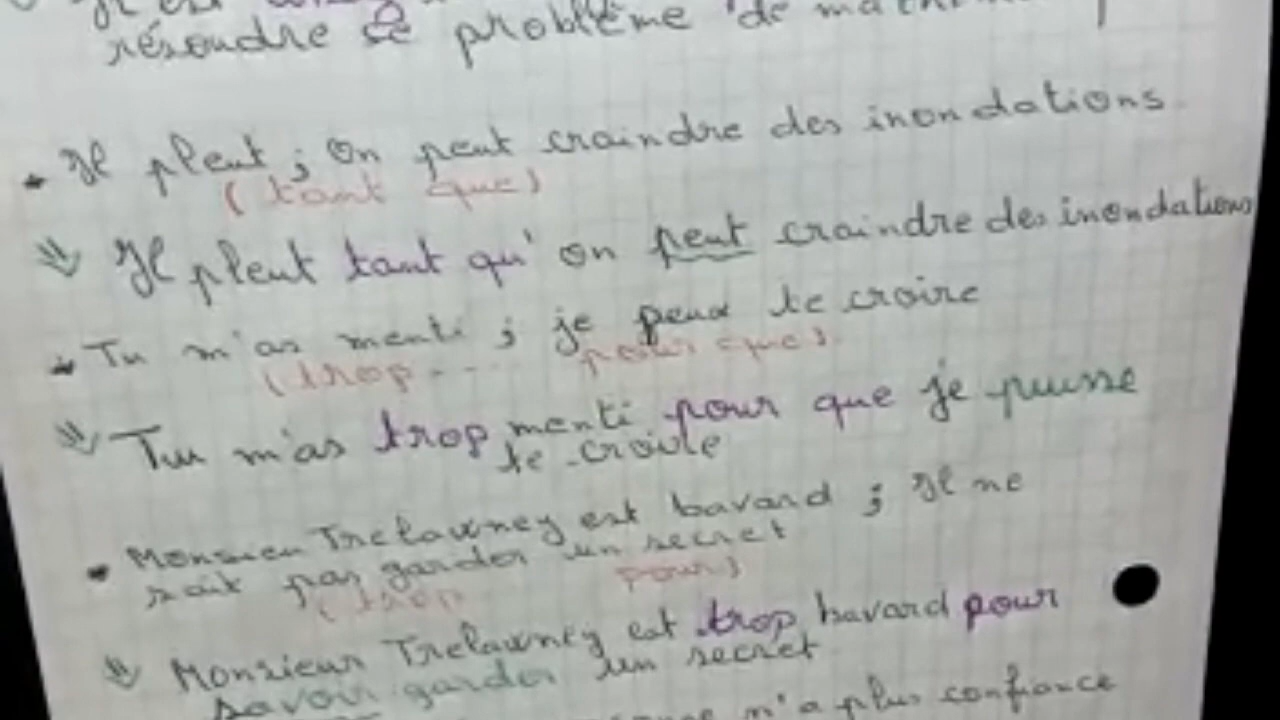 résoudre ce problème de
Il pleut ; On peut craindre des inondations
( tant que)
Il pleut tant qu' on peut craindre des inondations
Tu m'as menti ; je peux te croire
(trop .... pour que).
Tu m'as trop menti pour que je puisse
te croire
Monsieu Trelawney est bavard ; Il ne
sait pas garder un secret
( trop pour)
Monsieur Trelawney est trop bavard pour
savoir garder un secret
n'a plus confiance